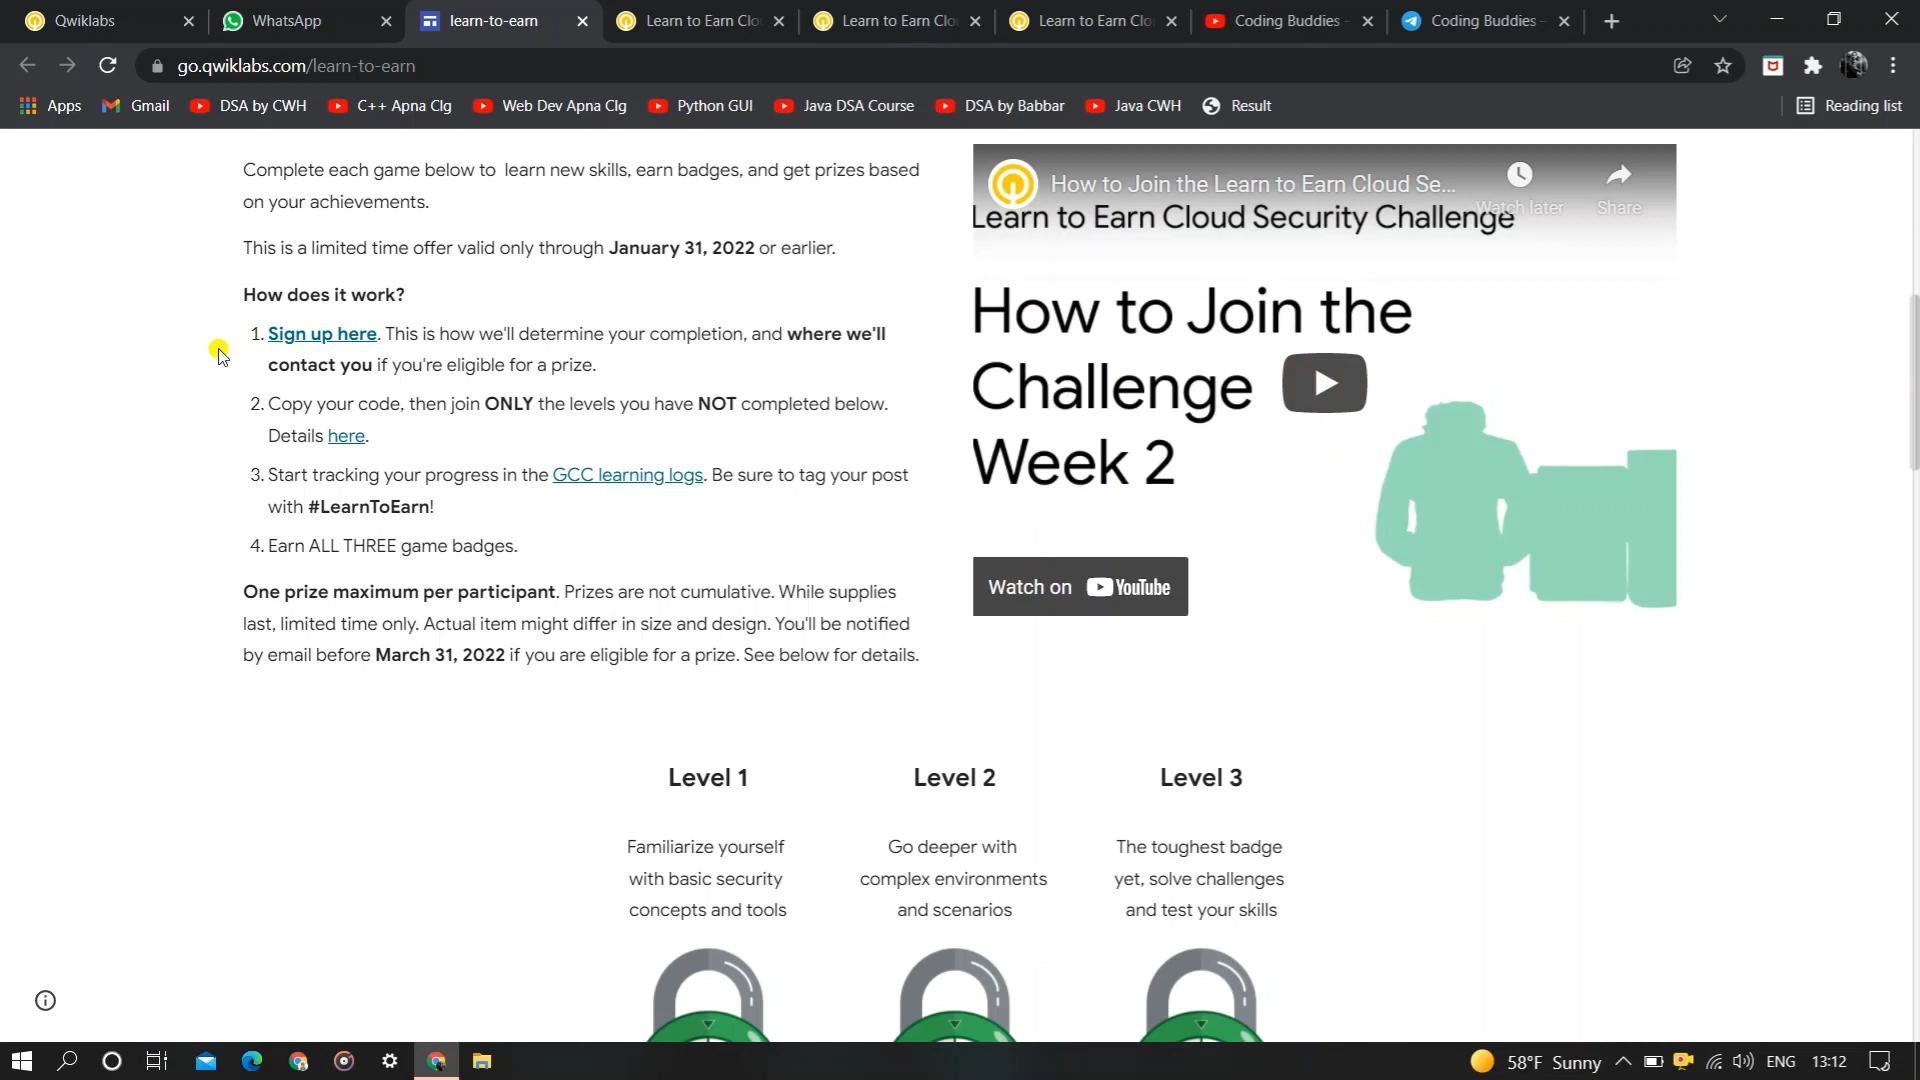 Qwiklabs
WhatsApp
learn-to-earn
Learn to Earn Clo
Learn to Earn Clo
Learn to Earn Clo
Coding Buddies -
Coding Buddies -
go.qwiklabs.com/learn-to-earn
Apps
Gmail
DSA by CWH
C++ Apna Clg
Web Dev Apna Clg
Python GUI
Java DSA Course
DSA by Babbar
Java CWH
Result
Reading list
Complete each game below to learn new skills, earn badges, and get prizes based
on your achievements.
This is a limited time offer valid only through January 31, 2022 or earlier.
How does it work?
1. Sign up here. This is how we'll determine your completion, and where we'll
contact you if you're eligible for a prize.
2. Copy your code, then join ONLY the levels you have NOT completed below.
Details here.
3. Start tracking your progress in the GCC learning logs. Be sure to tag your post
with #LearnToEarn!
4. Earn ALL THREE game badges.
One prize maximum per participant. Prizes are not cumulative. While supplies
last, limited time only. Actual item might differ in size and design. You'll be notified
by email before March 31, 2022 if you are eligible for a prize. See below for details.
How to Join the Learn to Earn Cloud Se...
Watch later
Share
Learn to Earn Cloud Security Challenge
How to Join the
Challenge
Week 2
Watch on YouTube
Level 1
Level 2
Level 3
Familiarize yourself
with basic security
concepts and tools
Go deeper with
complex environments
and scenarios
The toughest badge
yet, solve challenges
and test your skills
58°F Sunny
ENG
13:12